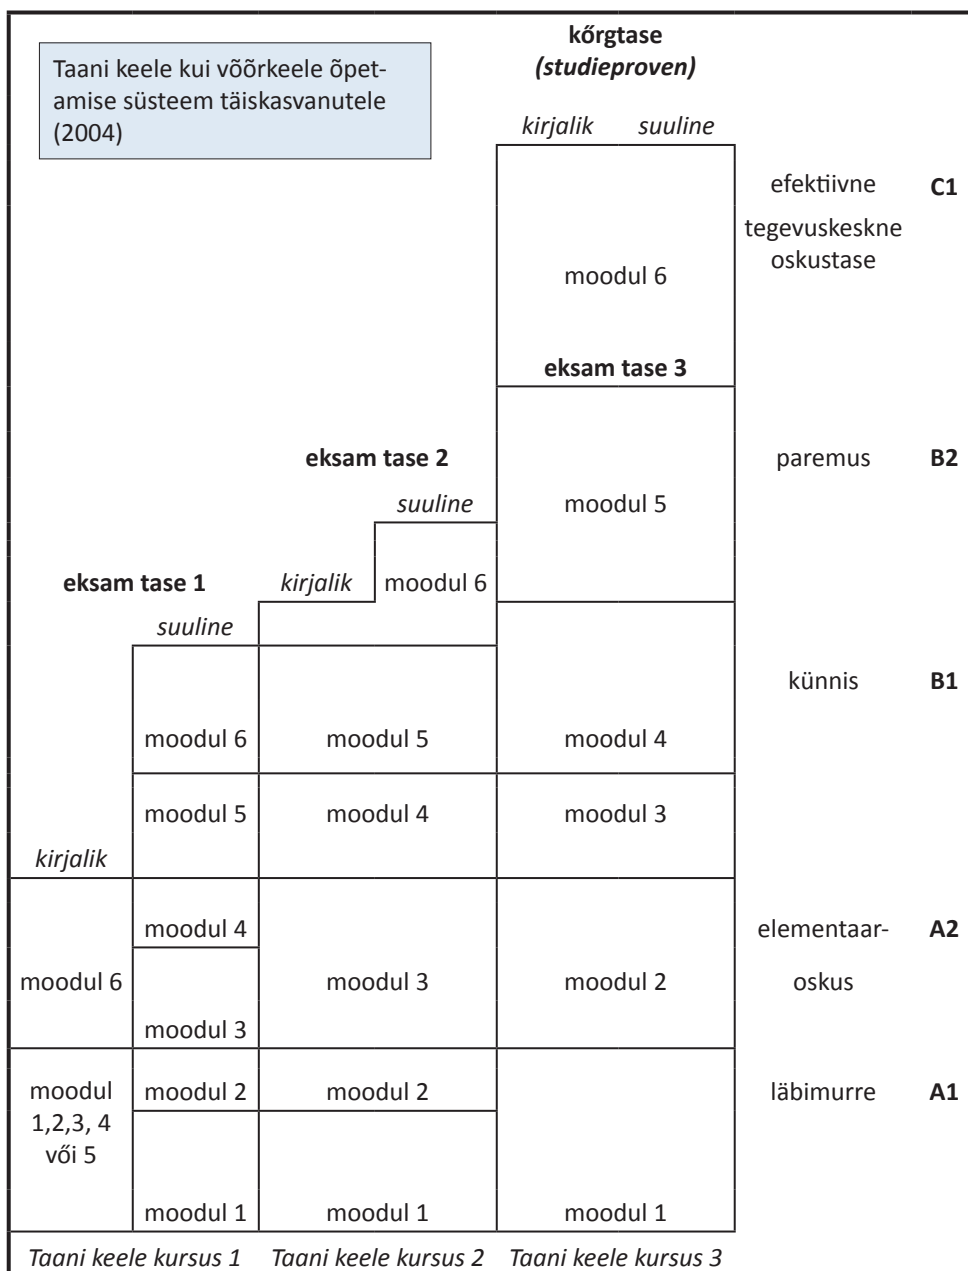 Taani keele kui võõrkeele õpet-
amise süsteem täiskasvanutele
(2004)
kõrgtase
(studieproven)
kirjalik suuline
efektiivne C1
tegevuskeskne
oskustase
moodul 6
eksam tase 3
eksam tase 2 paremus B2
suuline moodul 5
eksam tase 1 kirjalik moodul 6
suuline
künnis B1
moodul 6 moodul 5 moodul 4
moodul 5 moodul 4 moodul 3
kirjalik
moodul 4 elementaar- A2
moodul 6 moodul 3 moodul 2 oskus
moodul 3
moodul moodul 2 moodul 2 läbimurre A1
1,2,3, 4
või 5
moodul 1 moodul 1 moodul 1
Taani keele kursus 1 Taani keele kursus 2 Taani keele kursus 3